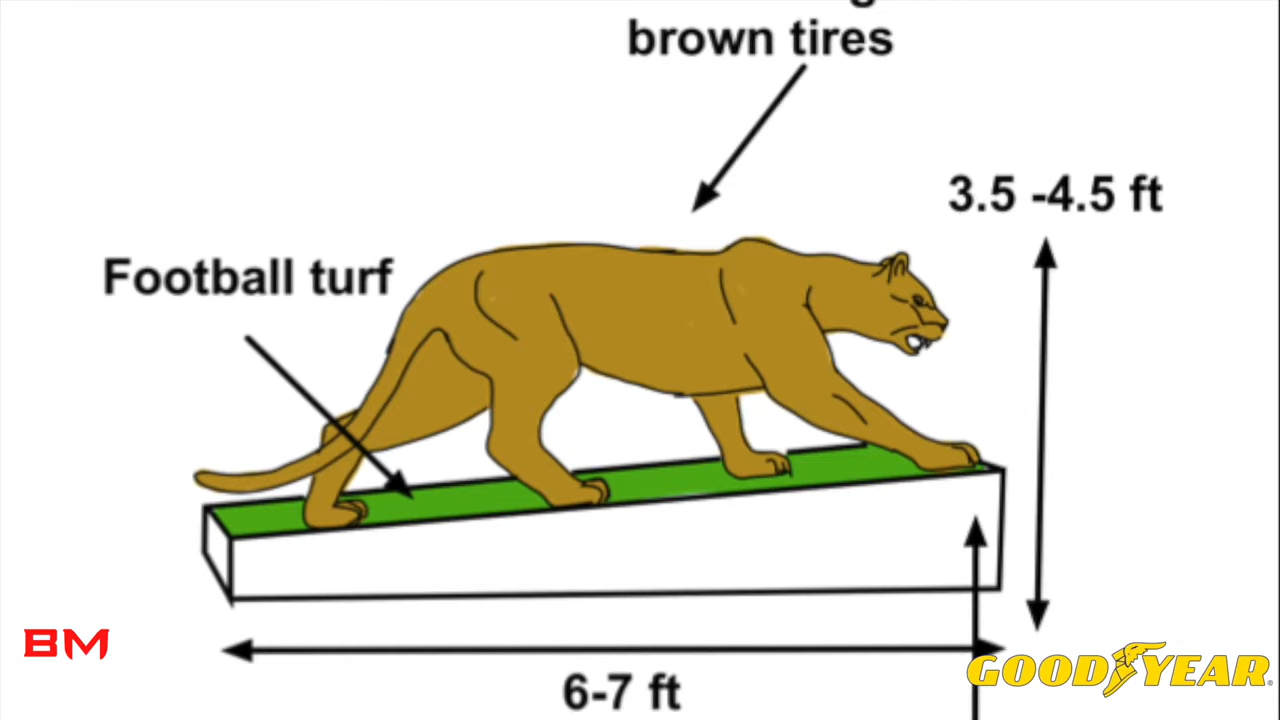 brown tires
3.5 -4.5 ft
Football turf
BM
6-7 ft
GOODYEAR